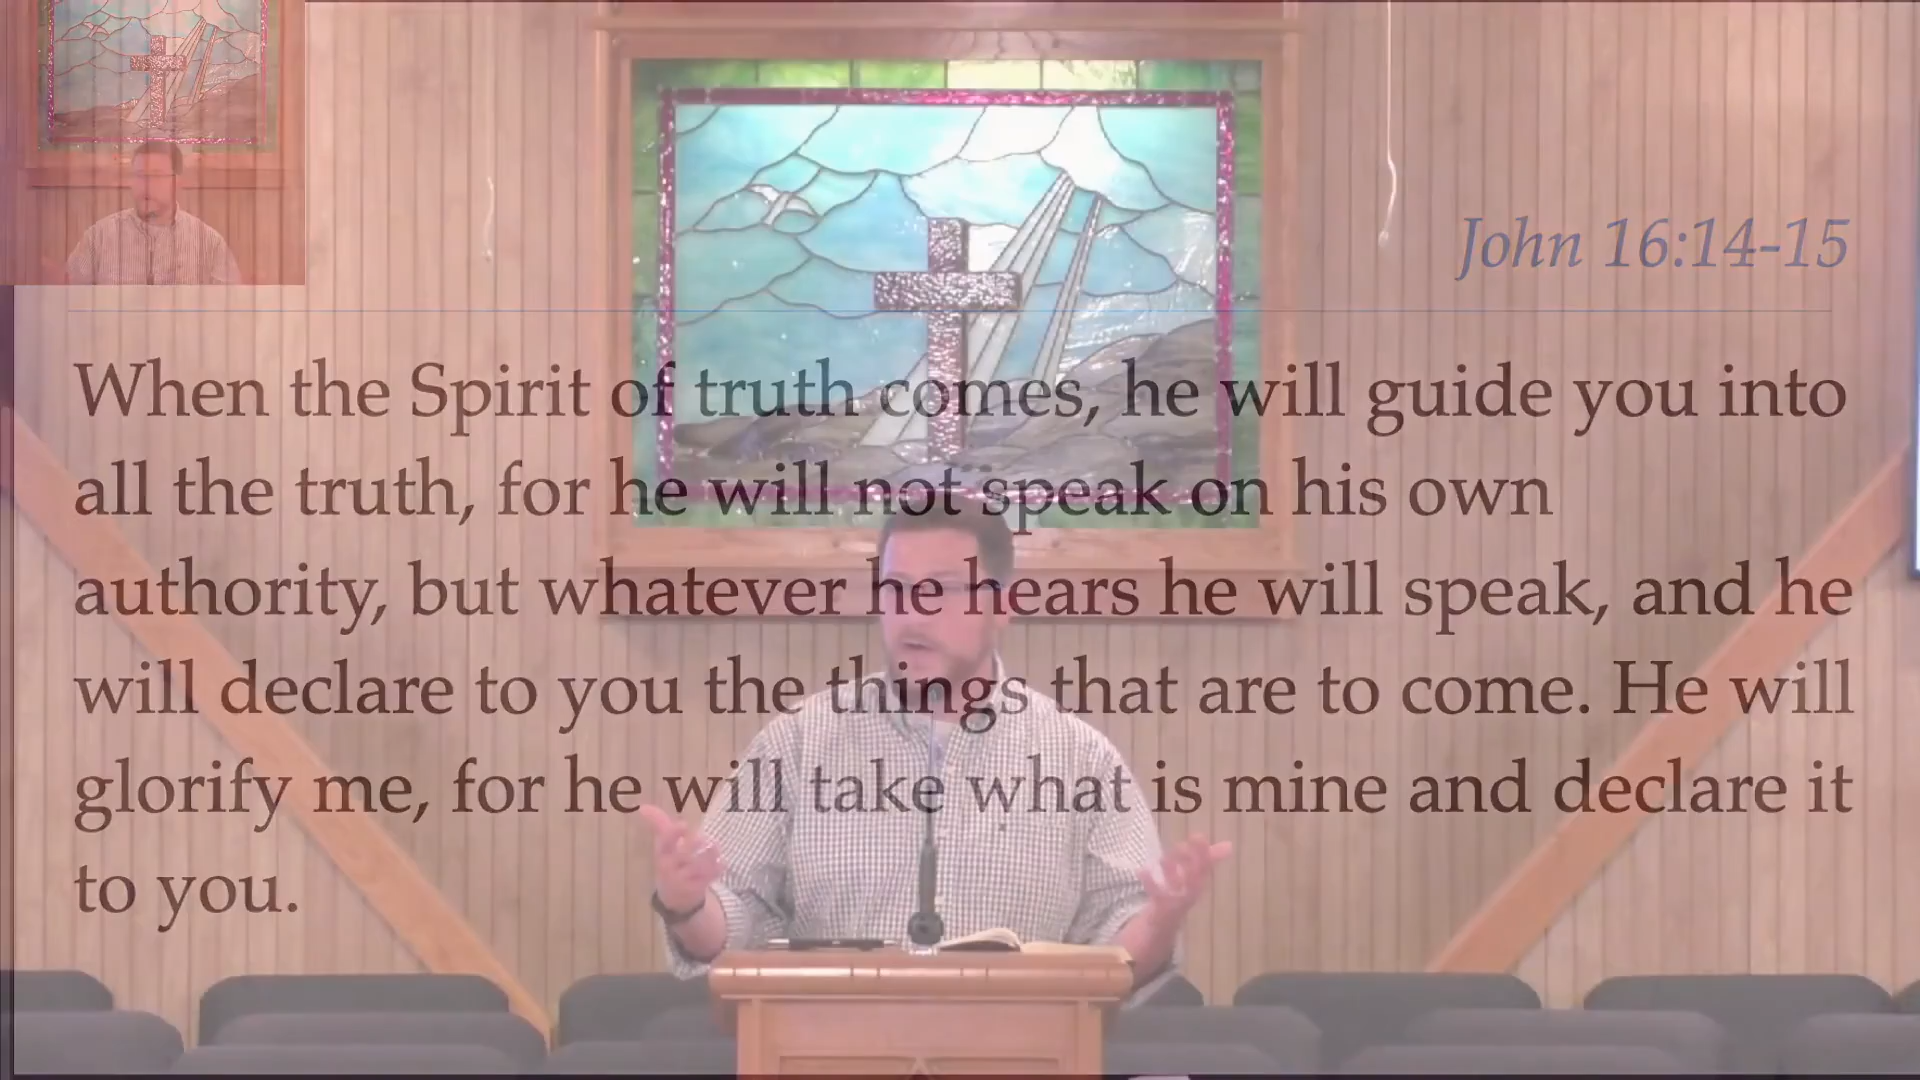 John 16:14-15
When the Spirit of truth comes, he will guide you into
all the truth, for he will not speak on his own
authority, but whatever he hears he will speak, and he
will declare to you the things that are to come. He will
glorify me, for he will take what is mine and declare it
to you.